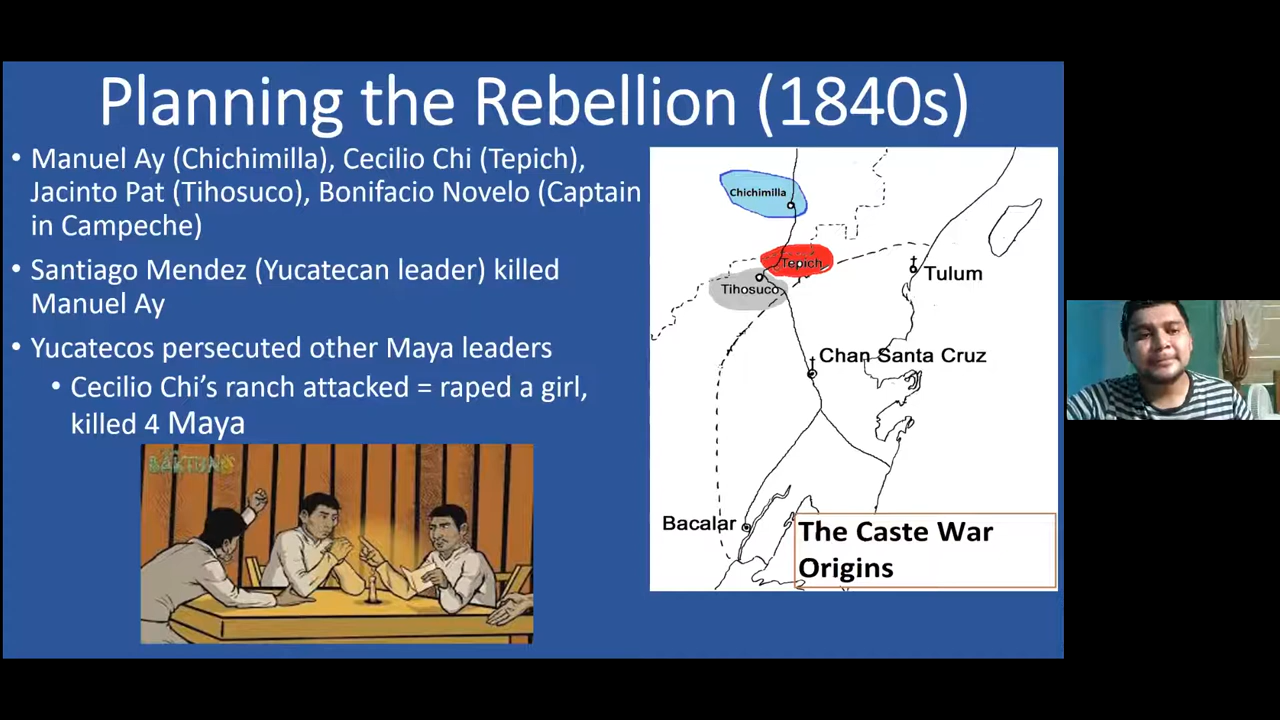 Planning the Rebellion (1840s)
• Manuel Ay (Chichimilla), Cecilio Chi (Tepich),
Jacinto Pat (Tihosuco), Bonifacio Novelo (Captain
in Campeche)
• Santiago Mendez (Yucatecan leader) killed
Manuel Ay
• Yucatecos persecuted other Maya leaders
• Cecilio Chi’s ranch attacked = raped a girl,
killed 4 Maya
Chichimilla
Tepich
Tihosuco
Tulum
Chan Santa Cruz
Bacalar
The Caste War
Origins